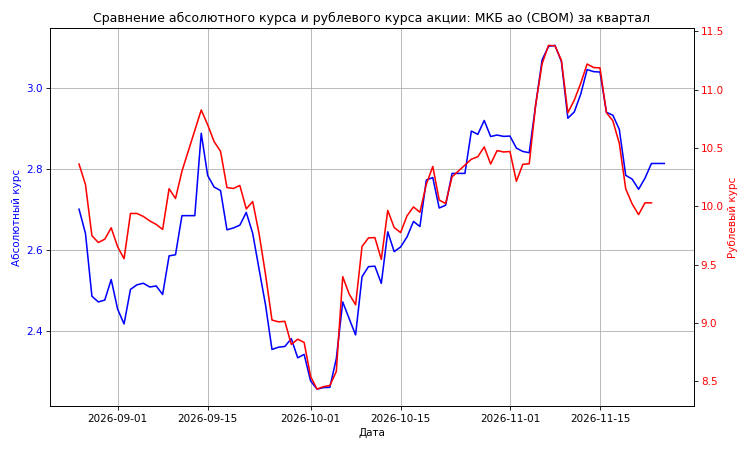 Сравнение абсолютного курса и рублевого курса акции: МКБ ао (CBOM) за квартал
Абсолютный курс
3.0
2.8
2.6
2.4
11.5
11.0
10.5
10.0
9.5
9.0
8.5
Рублевый курс
2026-09-01 2026-09-15 2026-10-01 2026-10-15 2026-11-01 2026-11-15
Дата